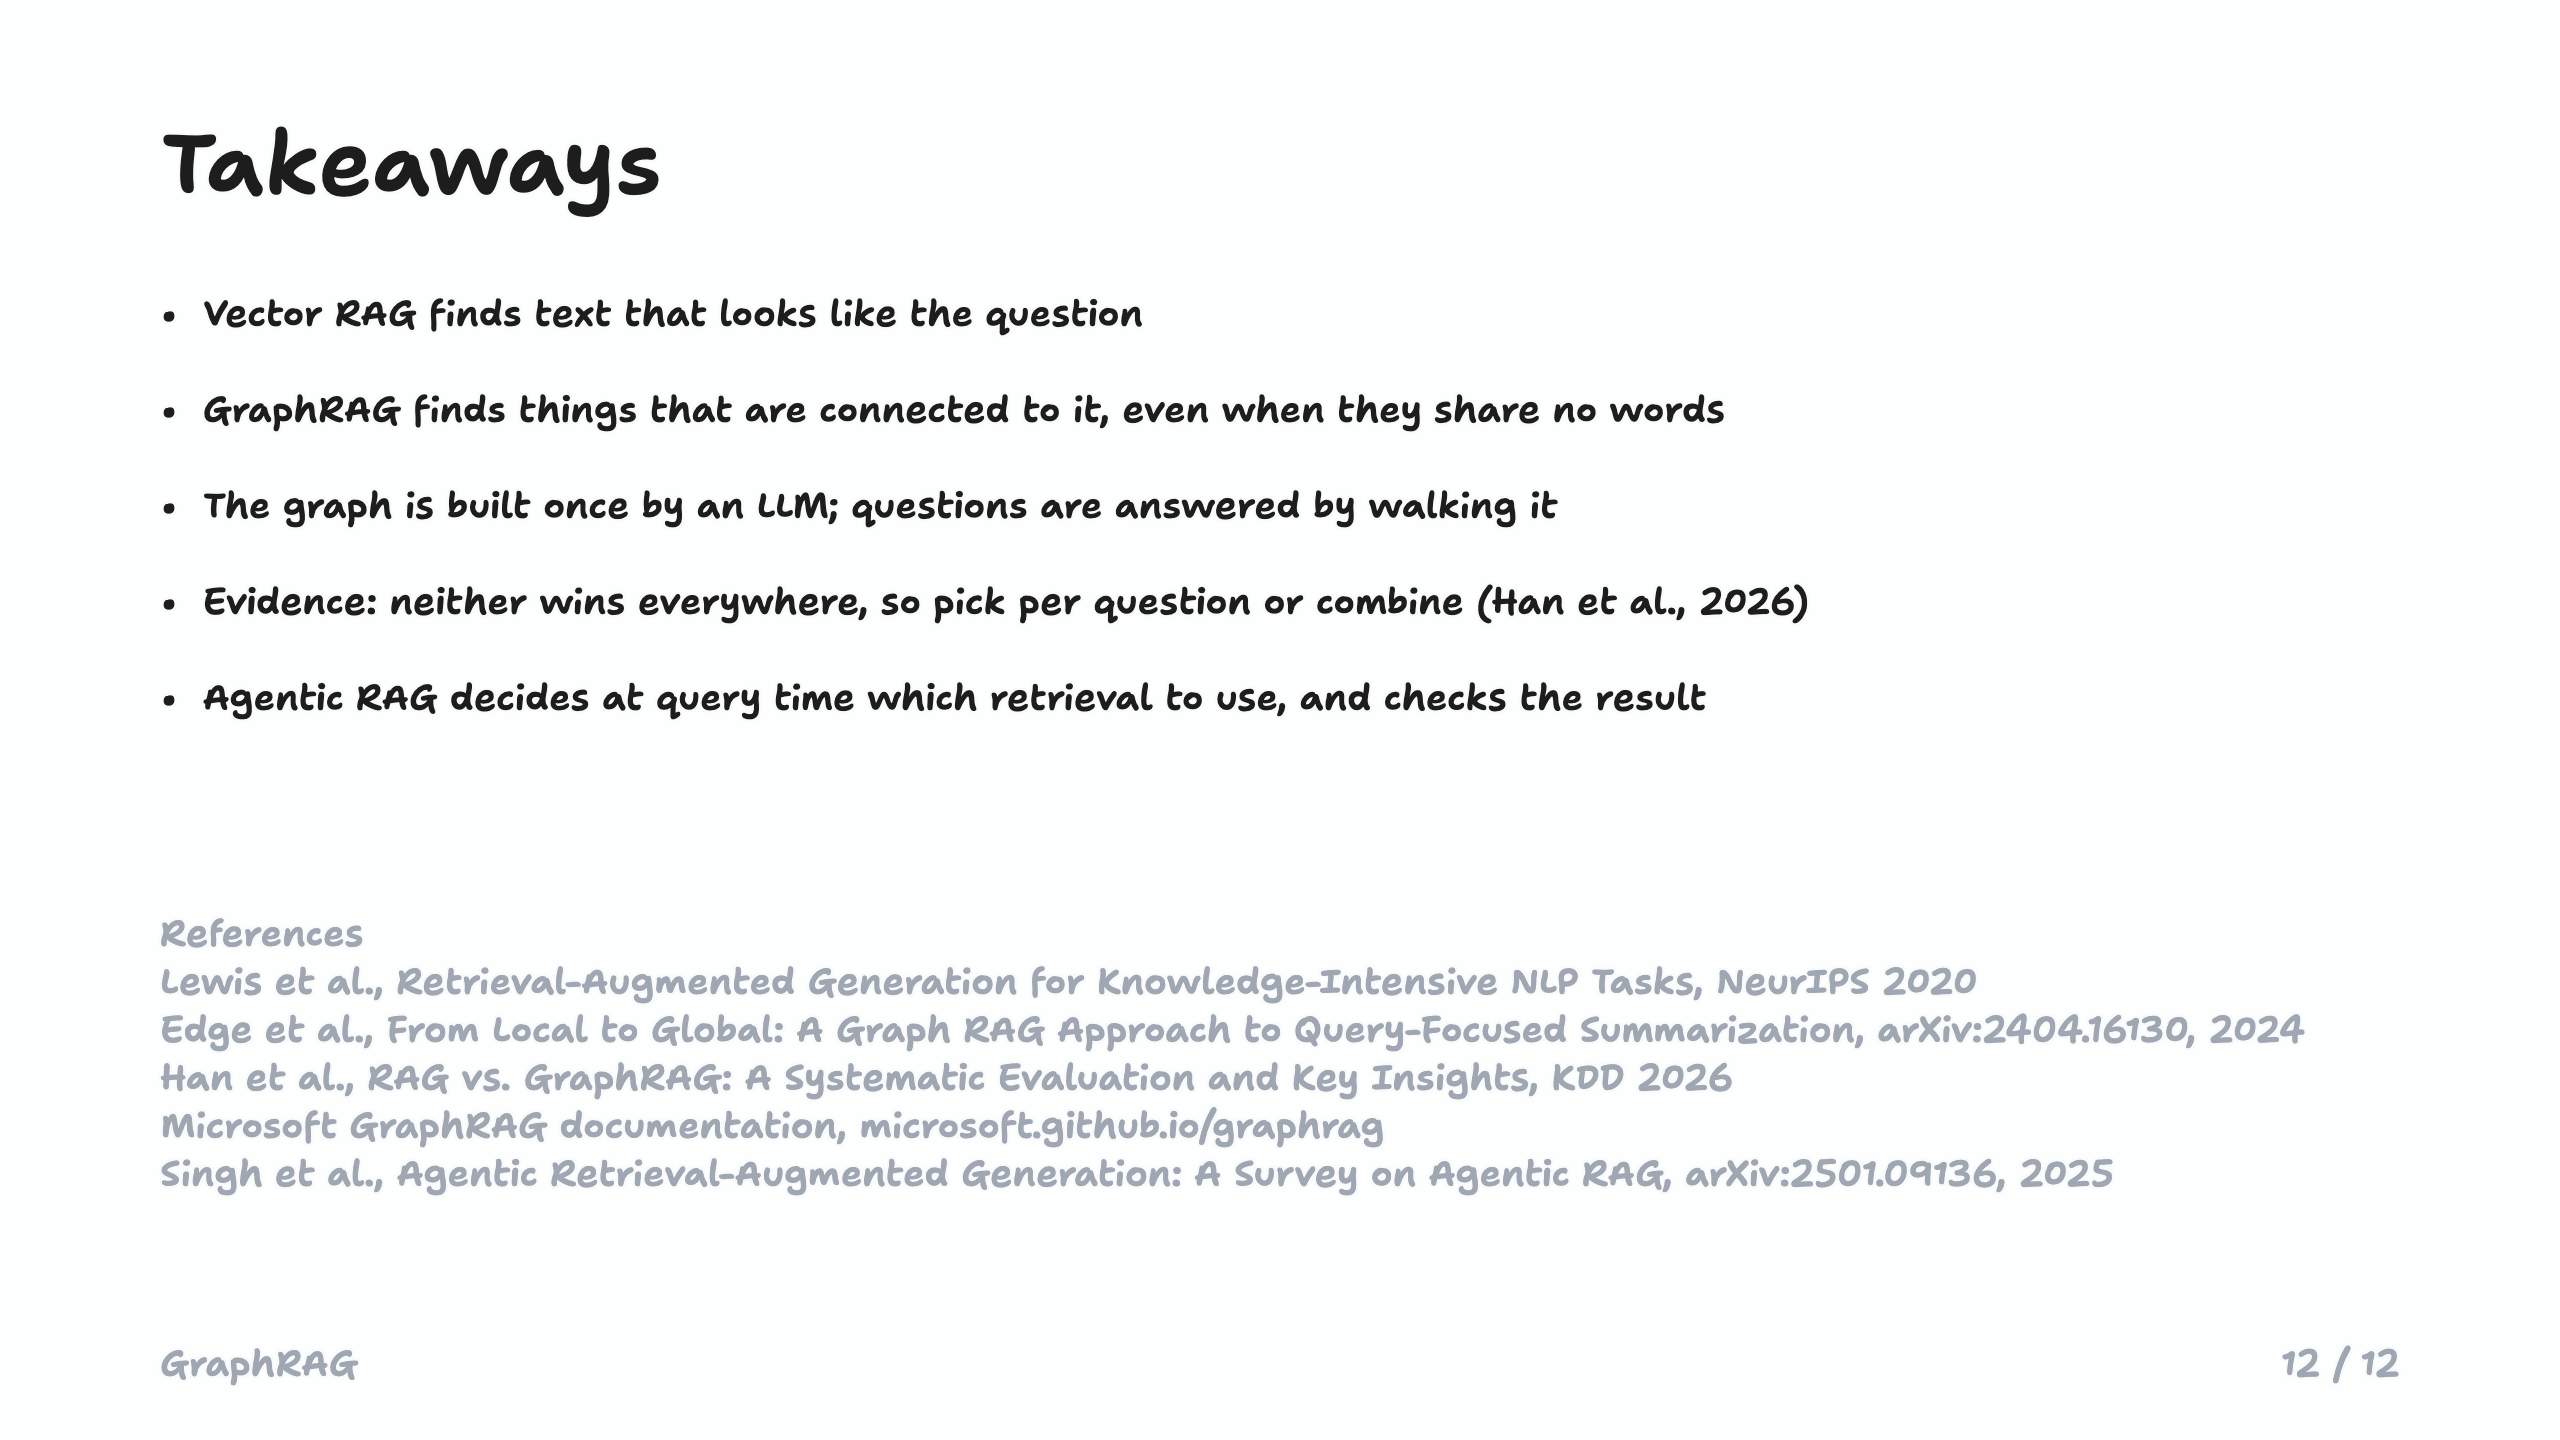 Takeaways
• Vector RAG finds text that looks like the question
• GraphRAG finds things that are connected to it, even when they share no words
• The graph is built once by an LLM; questions are answered by walking it
• Evidence: neither wins everywhere, so pick per question or combine (Han et al., 2026)
• Agentic RAG decides at query time which retrieval to use, and checks the result
References
Lewis et al., Retrieval-Augmented Generation for Knowledge-Intensive NLP Tasks, NeurIPS 2020
Edge et al., From Local to Global: A Graph RAG Approach to Query-Focused Summarization, arXiv:2404.16130, 2024
Han et al., RAG vs. GraphRAG: A Systematic Evaluation and Key Insights, KDD 2026
Microsoft GraphRAG documentation, microsoft.github.io/graphrag
Singh et al., Agentic Retrieval-Augmented Generation: A Survey on Agentic RAG, arXiv:2501.09136, 2025
GraphRAG
12 / 12